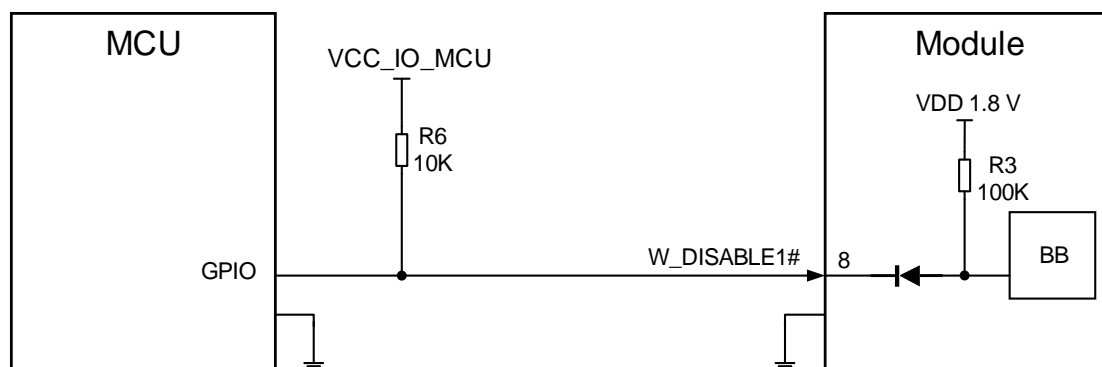 MCU
Module
VCC_IO_MCU
VDD 1.8 V
R6
10K
R3
100K
GPIO
W_DISABLE1#
8
BB